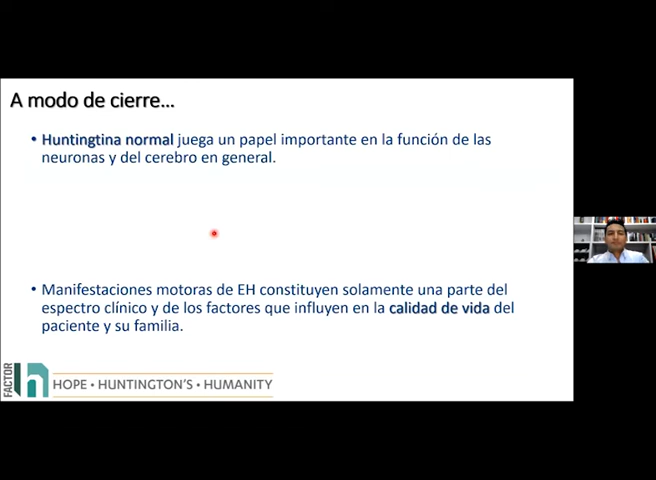 A modo de cierre...
• Huntingtina normal juega un papel importante en la función de las
neuronas y del cerebro en general.
• Manifestaciones motoras de EH constituyen solamente una parte del
espectro clínico y de los factores que influyen en la calidad de vida del
paciente y su familia.
FACTOR
h
HOPE • HUNTINGTON'S • HUMANITY